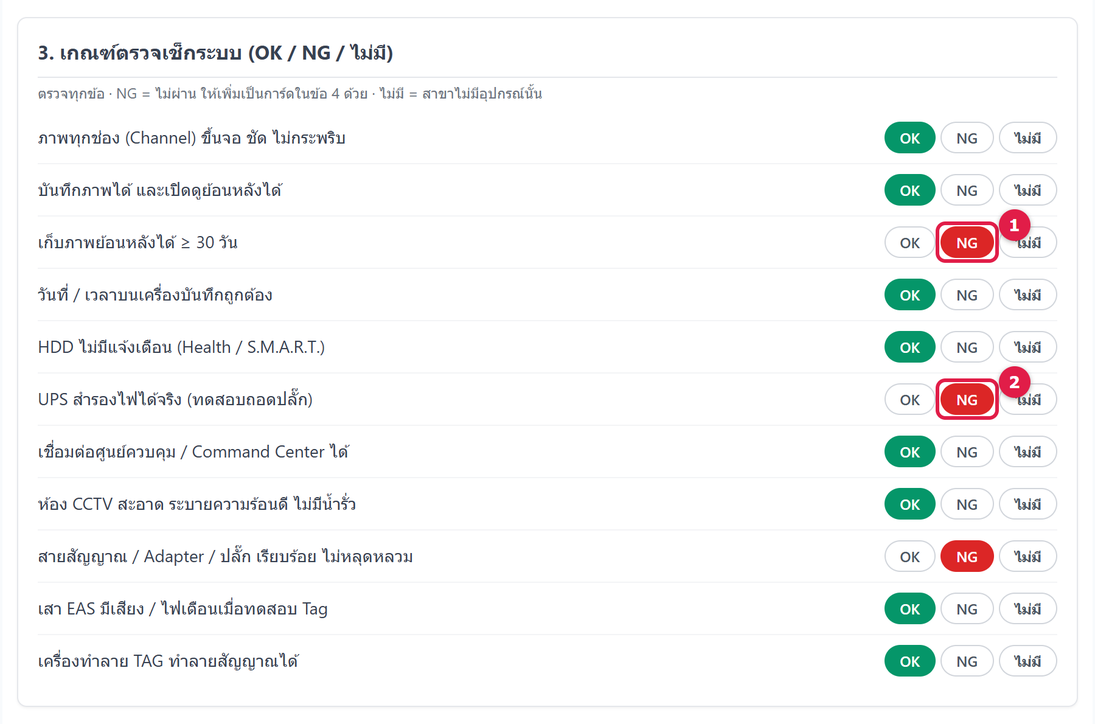 3. เกณฑ์ตรวจเช็กระบบ (OK / NG / ไม่มี)
ตรวจทุกข้อ · NG = ไม่ผ่าน ให้เพิ่มเป็นการ์ดในข้อ 4 ด้วย · ไม่มี = สาขาไม่มีอุปกรณ์นั้น
ภาพทุกช่อง (Channel) ขึ้นจอ ชัด ไม่กระพริบ OK NG ไม่มี
บันทึกภาพได้ และเปิดดูย้อนหลังได้ OK NG ไม่มี
เก็บภาพย้อนหลังได้ ≥ 30 วัน OK NG 1 ไม่มี
วันที่ / เวลาบนเครื่องบันทึกถูกต้อง OK NG ไม่มี
HDD ไม่มีแจ้งเตือน (Health / S.M.A.R.T.) OK NG ไม่มี
UPS สำรองไฟได้จริง (ทดสอบถอดปลั๊ก) OK NG 2 ไม่มี
เชื่อมต่อศูนย์ควบคุม / Command Center ได้ OK NG ไม่มี
ห้อง CCTV สะอาด ระบายความร้อนดี ไม่มีน้ำรั่ว OK NG ไม่มี
สายสัญญาณ / Adapter / ปลั๊ก เรียบร้อย ไม่หลุดหลวม OK NG ไม่มี
เสา EAS มีเสียง / ไฟเตือนเมื่อทดสอบ Tag OK NG ไม่มี
เครื่องทำลาย TAG ทำลายสัญญาณได้ OK NG ไม่มี